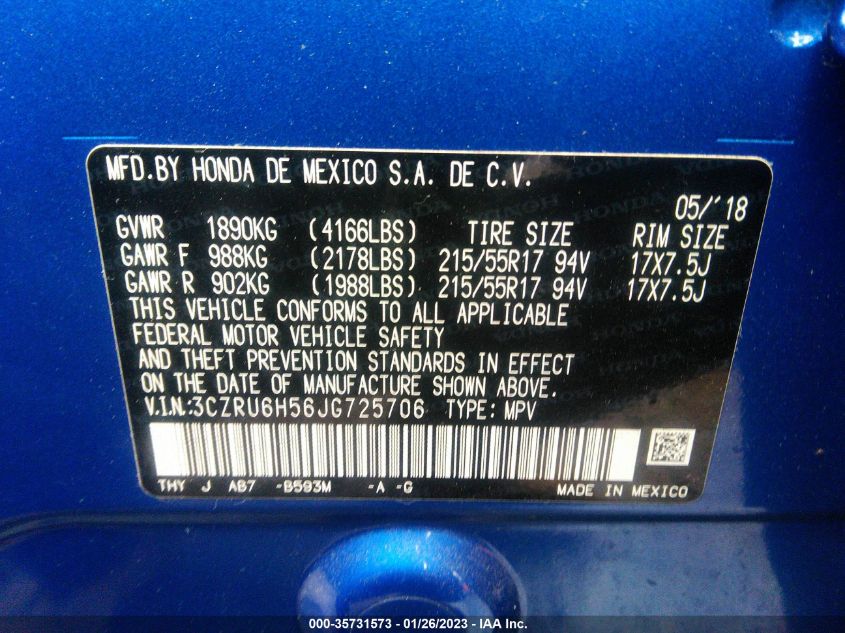 MFD.BY HONDA DE MEXICO S.A. DE C.V.
05/'18
GVWR 1890KG (4166LBS) TIRE SIZE RIM SIZE
GAWR F 988KG (2178LBS) 215/55R17 94V 17X7.5J
GAWR R 902KG (1988LBS) 215/55R17 94V 17X7.5J
THIS VEHICLE CONFORMS TO ALL APPLICABLE
FEDERAL MOTOR VEHICLE SAFETY
AND THEFT PREVENTION STANDARDS IN EFFECT
ON THE DATE OF MANUFACTURE SHOWN ABOVE.
V.I.N:3CZRU6H56JG725706 TYPE: MPV
THY J AB7 -B593M -A -G MADE IN MEXICO
000-35731573 - 01/26/2023 - IAA Inc.